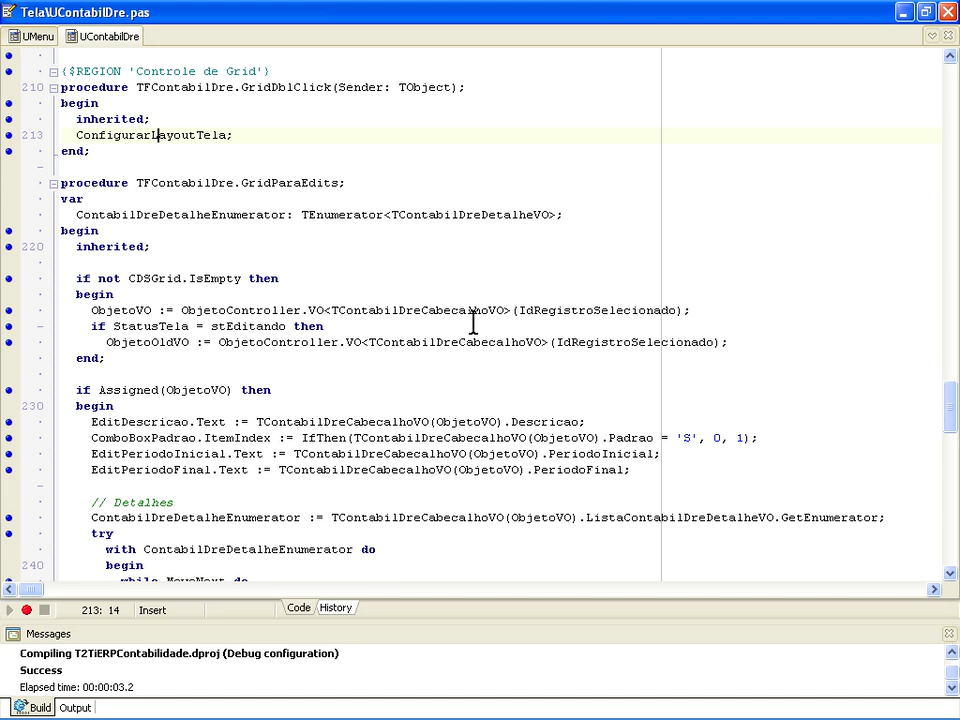 Tela\UContabilDre.pas
UMenu
UContabilDre
{$REGION 'Controle de Grid'}
210 procedure TFContabilDre.GridDblClick(Sender: TObject);
begin
inherited;
213 ConfigurarLayoutTela;
end;
procedure TFContabilDre.GridParaEdits;
var
ContabilDreDetalheEnumerator: TEnumerator<TContabilDreDetalheVO>;
begin
220 inherited;
if not CDSGrid.IsEmpty then
begin
ObjetoVO := ObjetoController.VO<TContabilDreCabecalhoVO>(IdRegistroSelecionado);
if StatusTela = stEditando then
ObjetoOldVO := ObjetoController.VO<TContabilDreCabecalhoVO>(IdRegistroSelecionado);
end;
if Assigned(ObjetoVO) then
230 begin
EditDescricao.Text := TContabilDreCabecalhoVO(ObjetoVO).Descricao;
ComboBoxPadrao.ItemIndex := IfThen(TContabilDreCabecalhoVO(ObjetoVO).Padrao = 'S', 0, 1);
EditPeriodoInicial.Text := TContabilDreCabecalhoVO(ObjetoVO).PeriodoInicial;
EditPeriodoFinal.Text := TContabilDreCabecalhoVO(ObjetoVO).PeriodoFinal;
// Detalhes
ContabilDreDetalheEnumerator := TContabilDreCabecalhoVO(ObjetoVO).ListaContabilDreDetalheVO.GetEnumerator;
try
with ContabilDreDetalheEnumerator do
240 begin
while MoveNext do
213: 14 Insert Code History
Messages
Compiling T2TiERPContabilidade.dproj (Debug configuration)
Success
Elapsed time: 00:00:03.2
Build Output